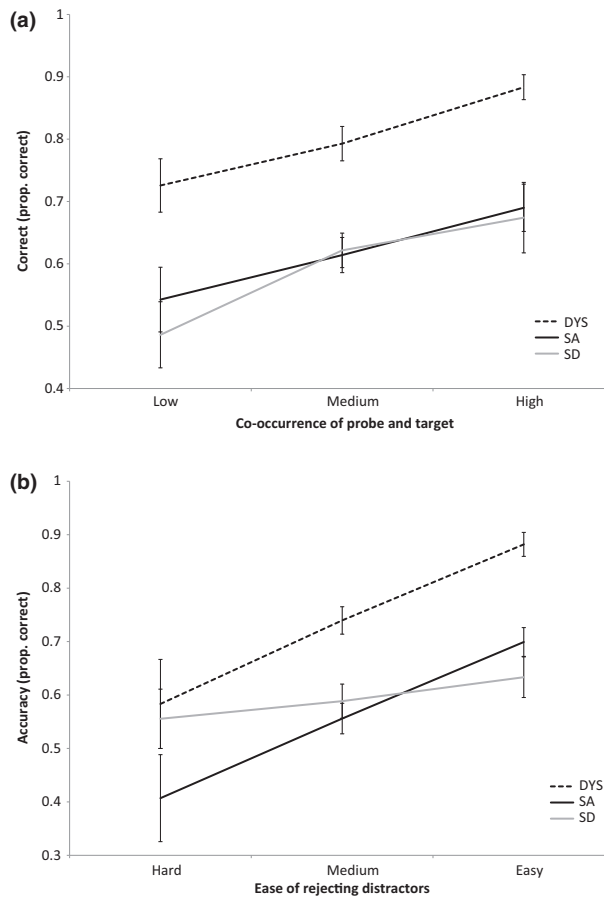 (a)
1
0.9
0.8
0.7
0.6
0.5
0.4
Correct (prop. correct)
DYS
SA
SD
Low Medium High
Co-occurrence of probe and target
(b)
1
0.9
0.8
0.7
0.6
0.5
0.4
0.3
Accuracy (prop. correct)
DYS
SA
SD
Hard Medium Easy
Ease of rejecting distractors